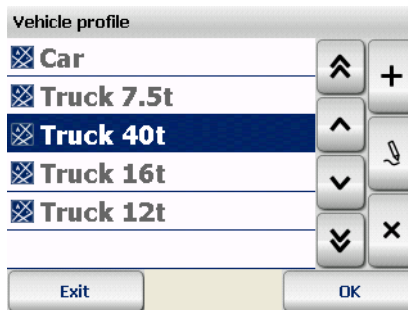 Vehicle profile
Car
Truck 7.5t
Truck 40t
Truck 16t
Truck 12t
Exit
OK